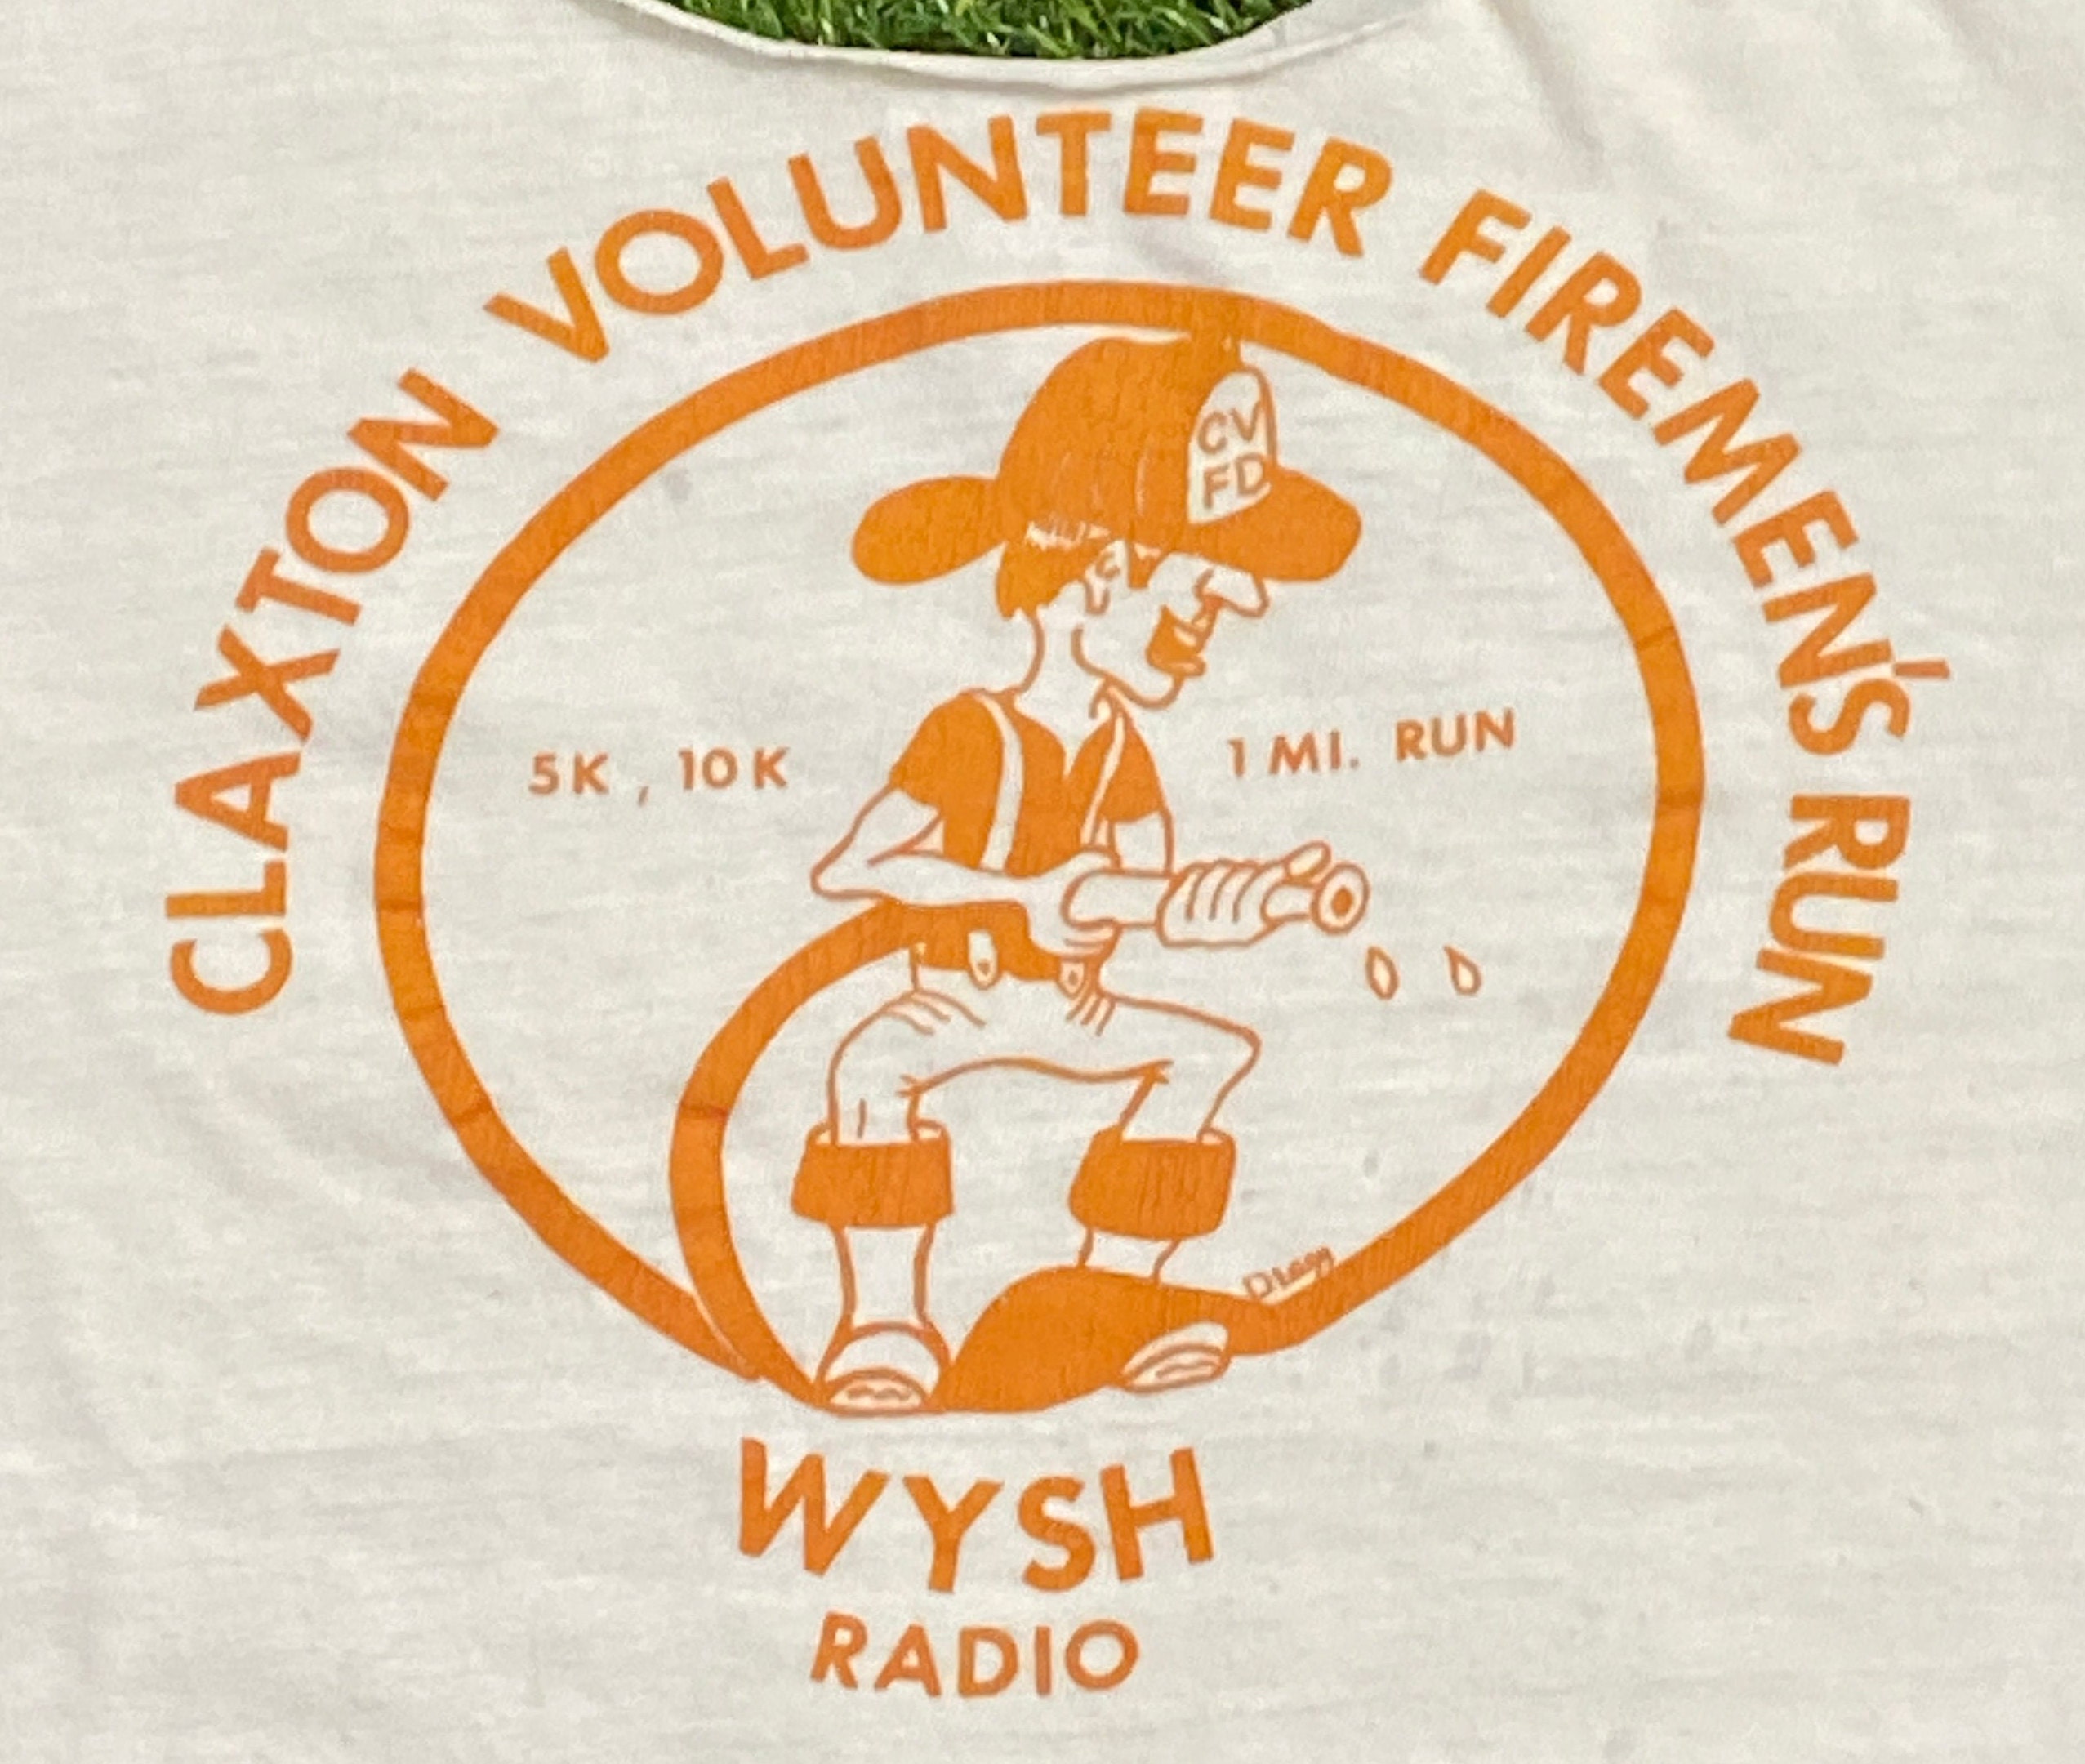 CLAXTON VOLUNTEER FIREMEN'S RUN
CV
FD
5K, 10K
1 MI. RUN
WYSH
RADIO